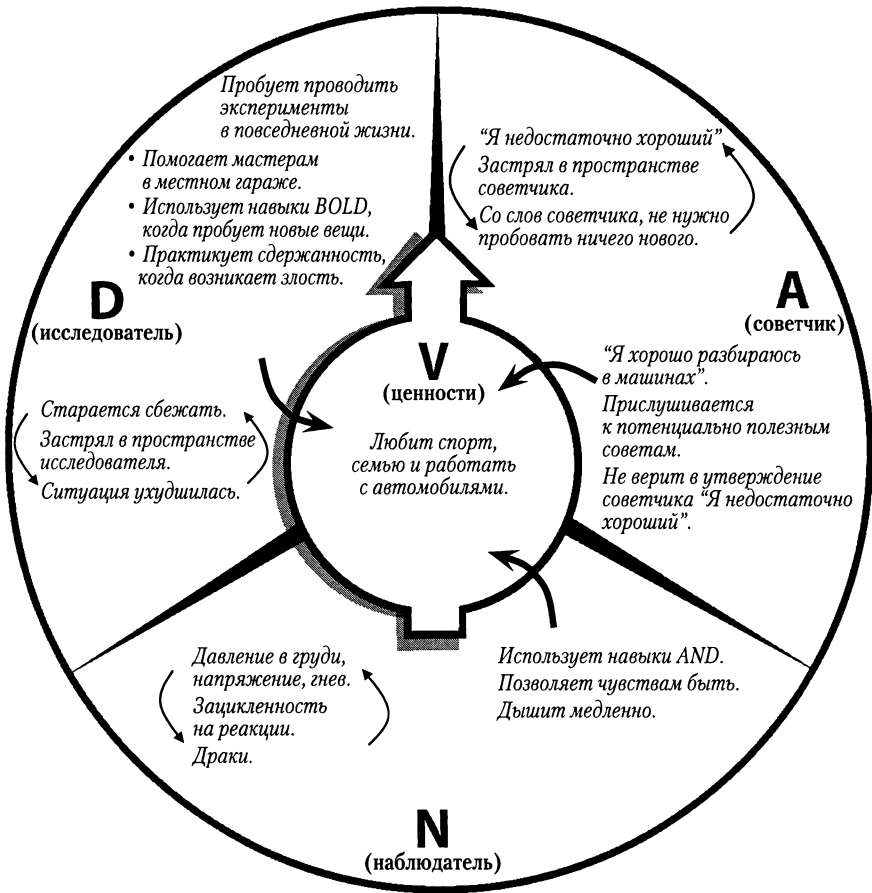 Пробует проводить
эксперименты
в повседневной жизни.
• Помогает мастерам
в местном гараже.
• Использует навыки BOLD,
когда пробует новые вещи.
• Практикует сдержанность,
когда возникает злость.
D
(исследователь)
Старается сбежать.
Застрял в пространстве
исследователя.
Ситуация ухудшилась.
“Я недостаточно хороший”
Застрял в пространстве
советчика.
Со слов советчика, не нужно
пробовать ничего нового.
A
(советчик)
“Я хорошо разбираюсь
в машинах”.
Прислушивается
к потенциально полезным
советам.
Не верит в утверждение
советчика “Я недостаточно
хороший”.
V
(ценности)
Любит спорт,
семью и работать
с автомобилями.
Давление в груди,
напряжение, гнев.
Зацикленность
на реакции.
Драки.
Использует навыки AND.
Позволяет чувствам быть.
Дышит медленно.
N
(наблюдатель)